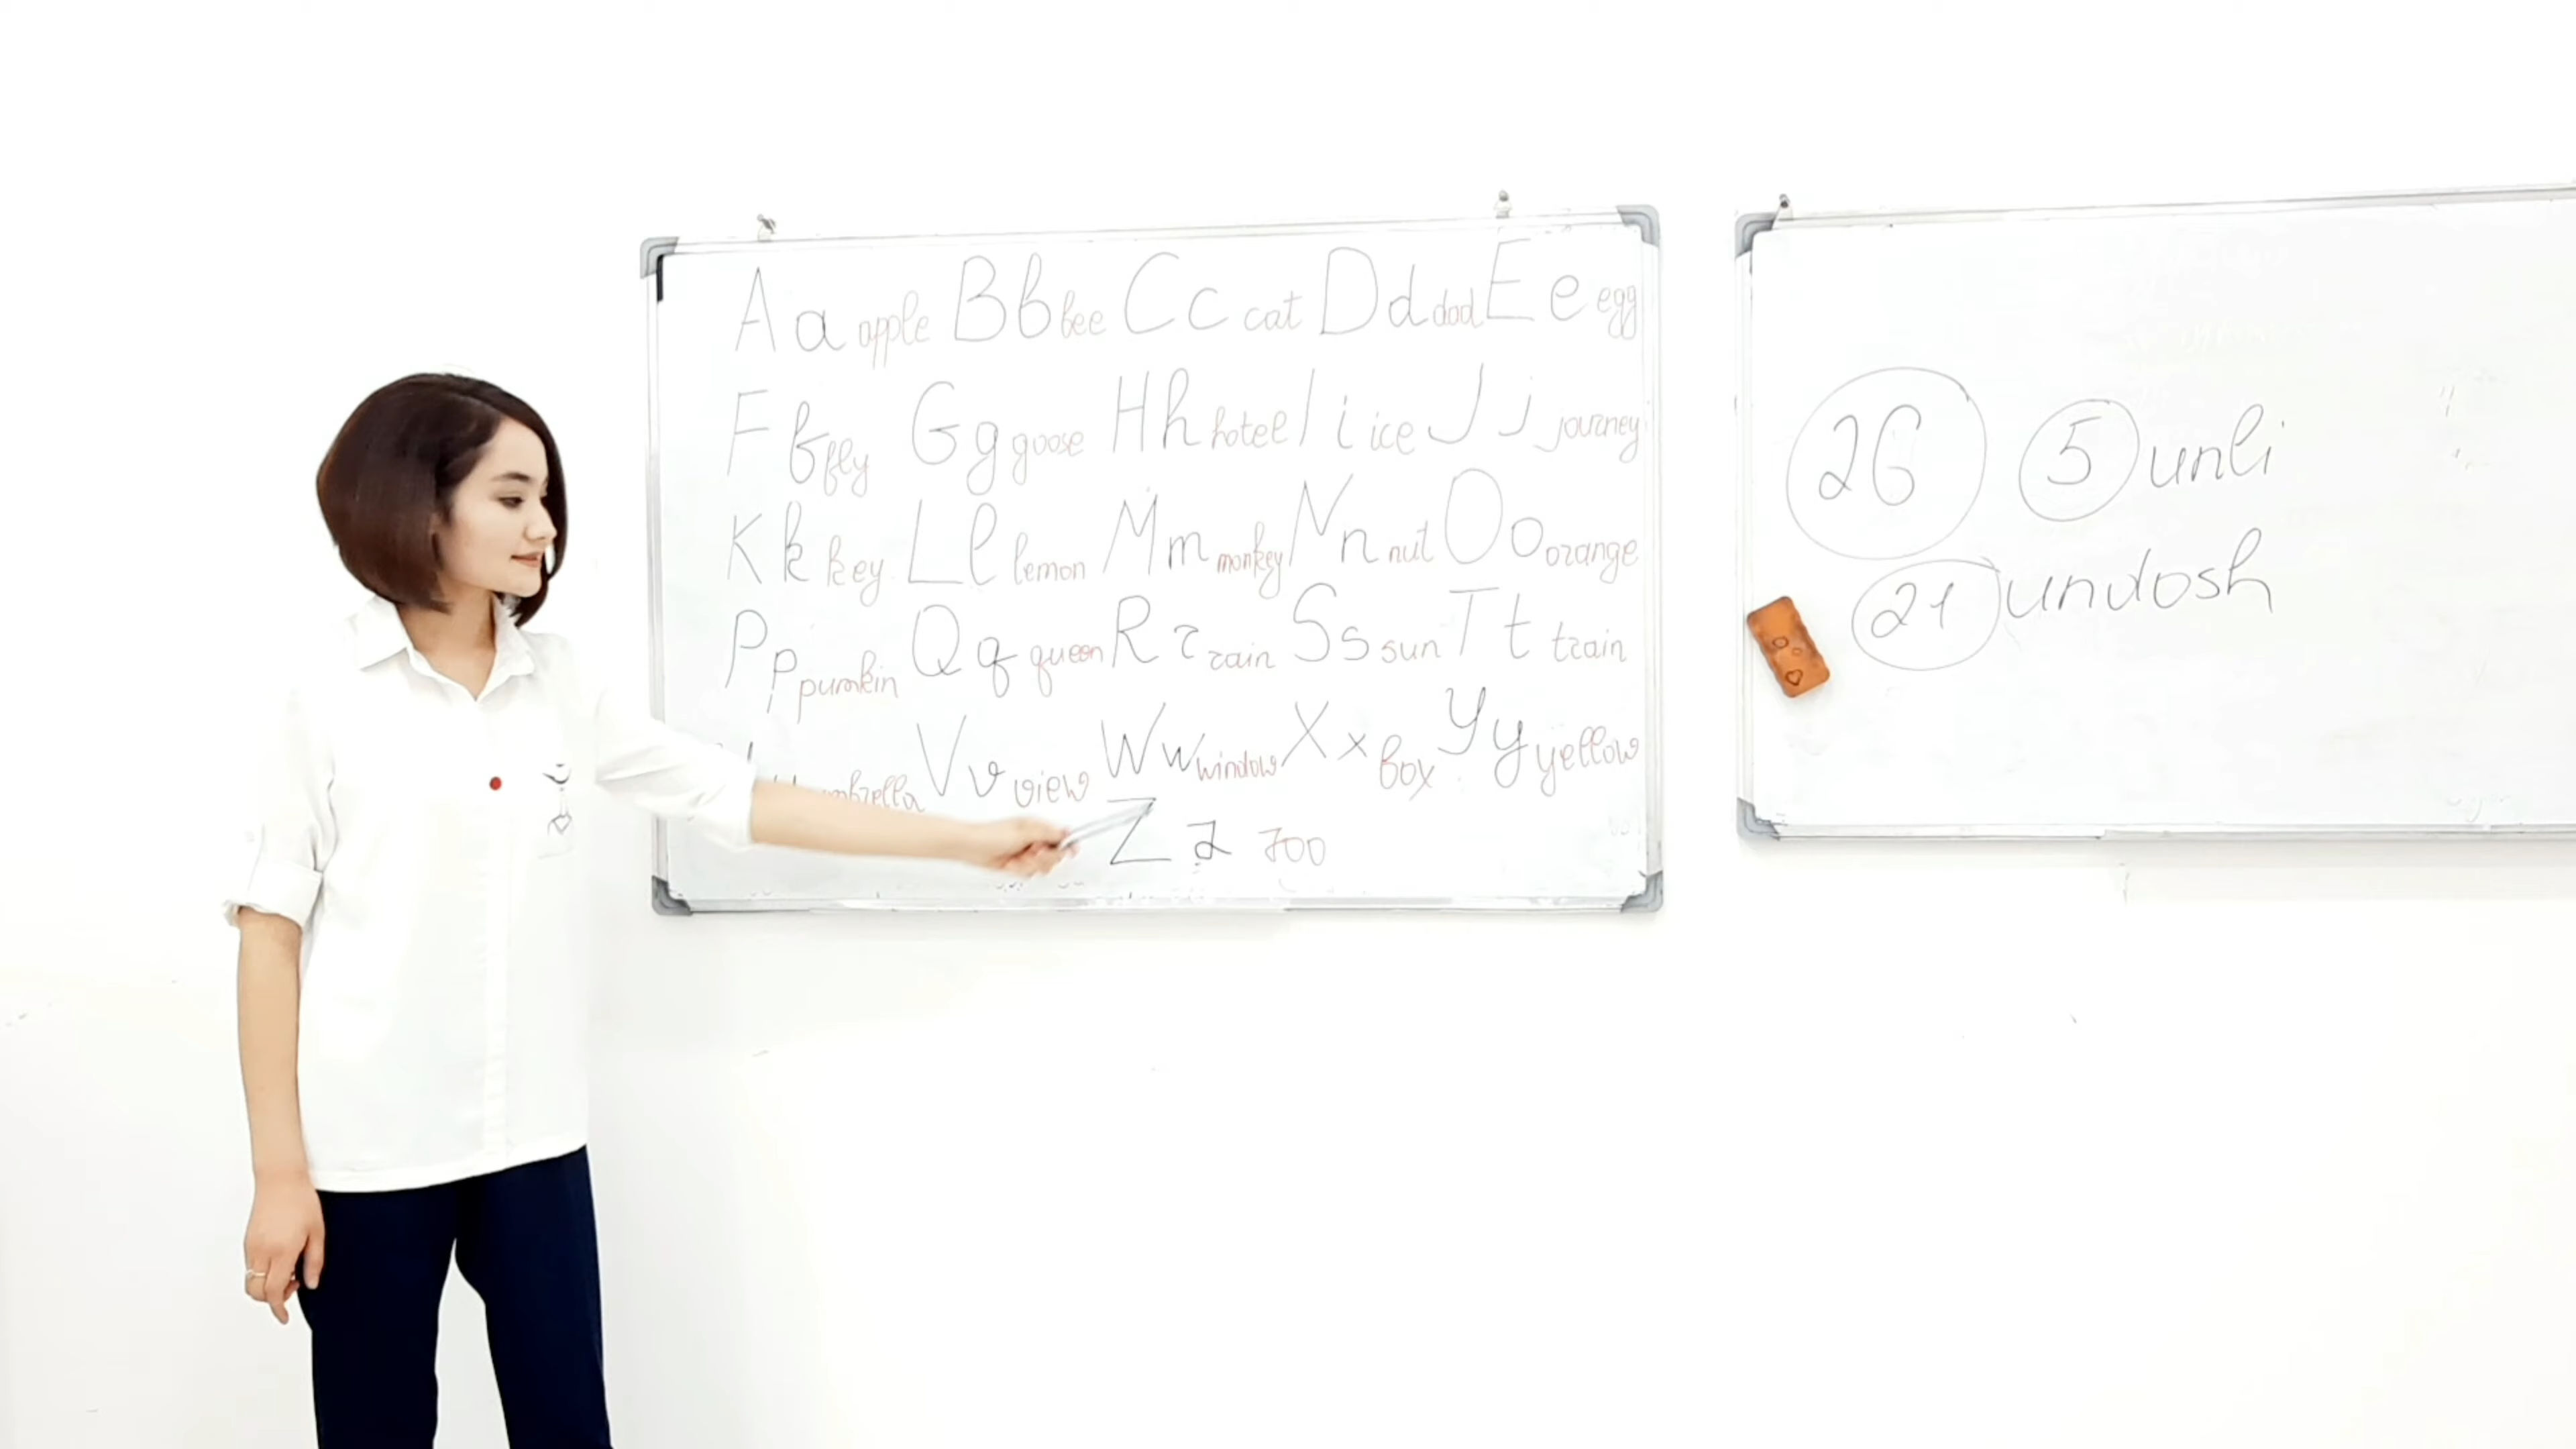 A a apple B b bee C c cat D d dad E e egg
F f fly G g goose H h hotel I i ice J j journey
K k key L l lemon M m monkey N n nut O o orange
P p pumkin Q q queen R r rain S s sun T t train
V v view W w window X x box Y y yellow
Z z zoo
26 5 unli
21 undosh